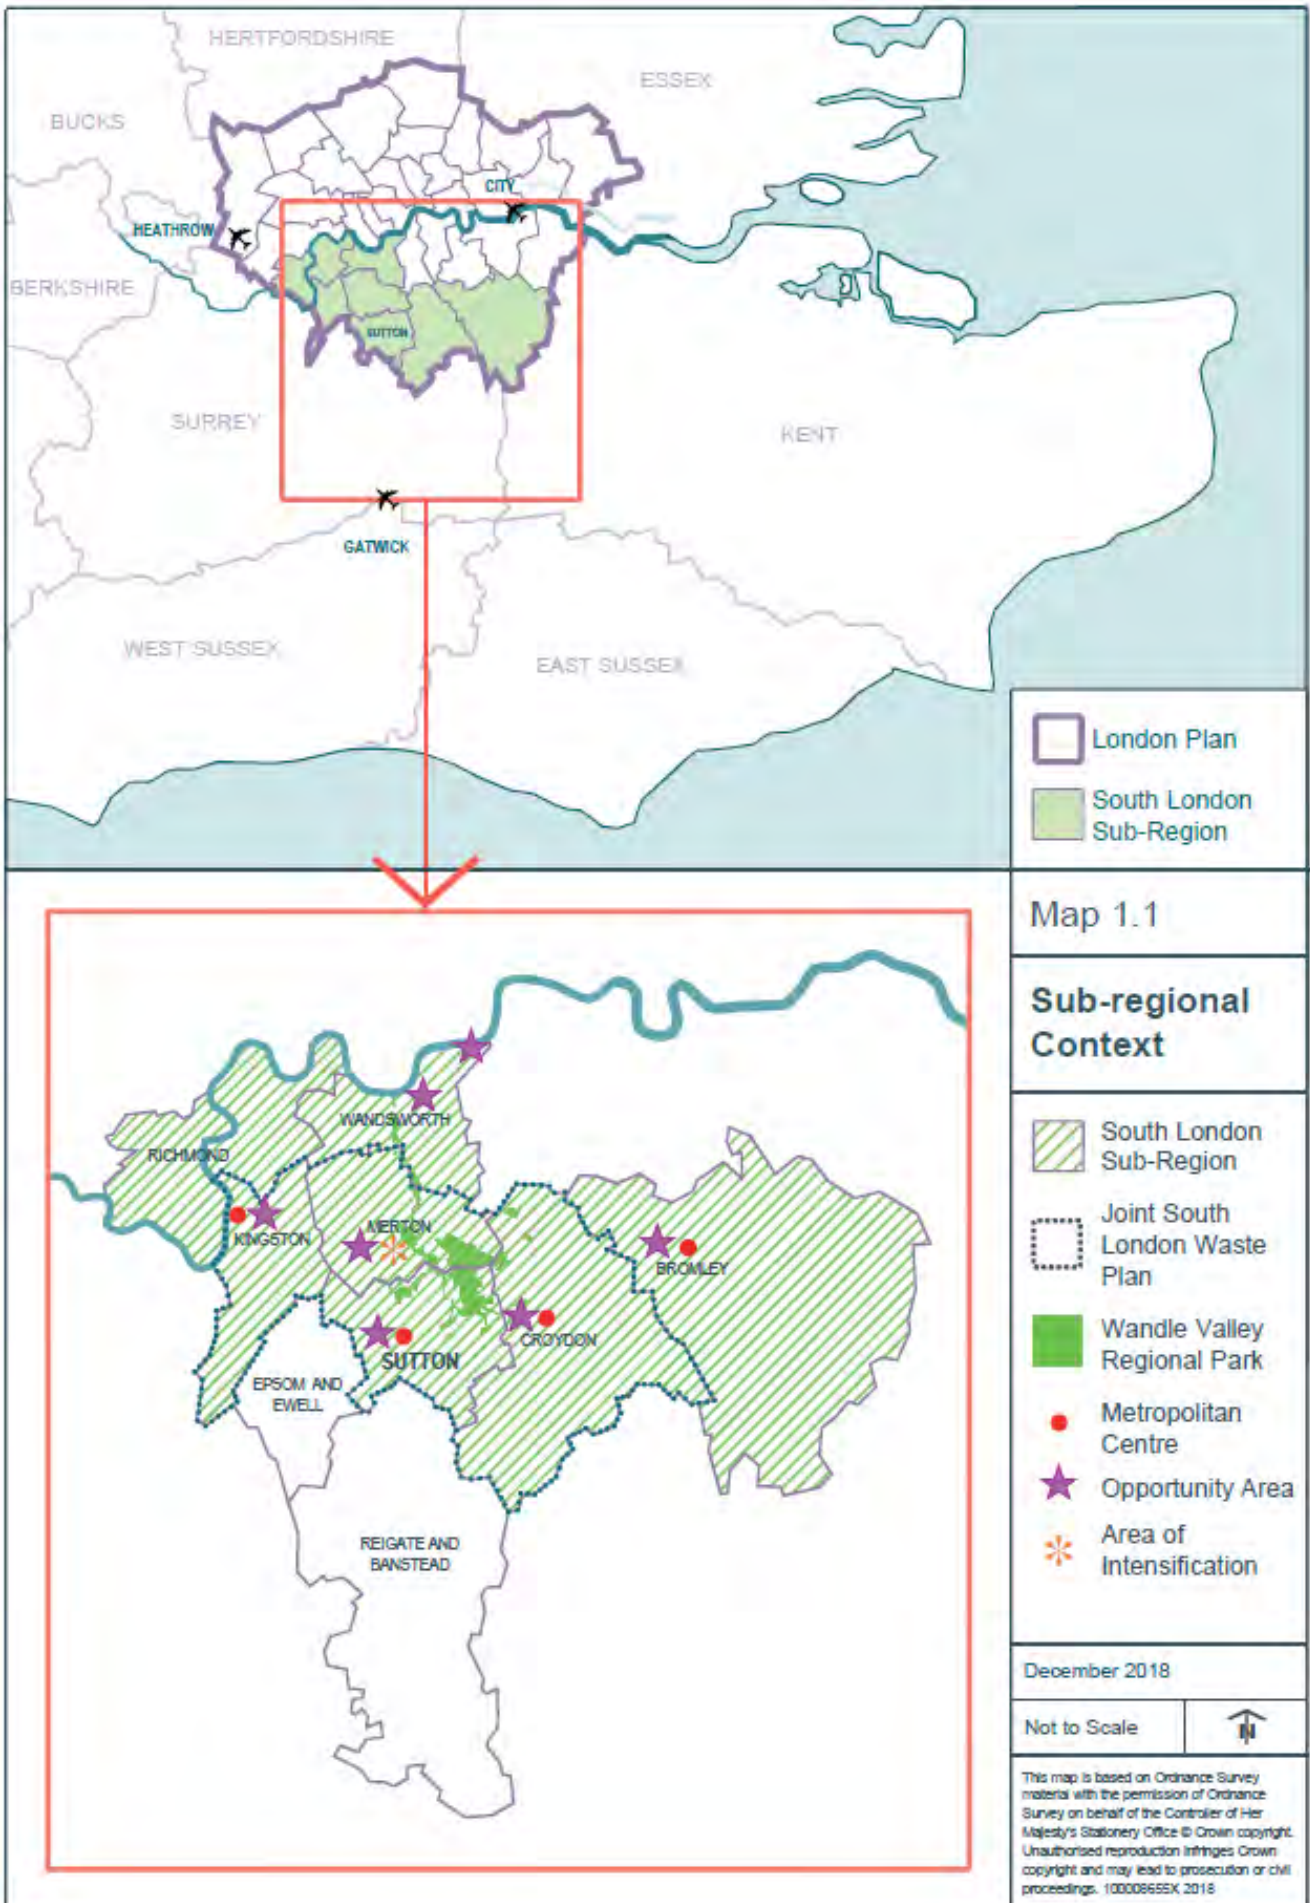 HERTFORDSHIRE
ESSEX
BUCKS
CITY
HEATHROW
BERKSHIRE
SUTTON
SURREY
KENT
GATWICK
WEST SUSSEX
EAST SUSSEX
London Plan
South London
Sub-Region
Map 1.1
Sub-regional
Context
WANDSWORTH
RICHMOND
MERTON
KINGSTON
BROMLEY
CROYDON
SUTTON
EPSOM AND
EWELL
REIGATE AND
BANSTEAD
South London
Sub-Region
Joint South
London Waste
Plan
Wandle Valley
Regional Park
Metropolitan
Centre
Opportunity Area
Area of
Intensification
December 2018
Not to Scale
N
This map is based on Ordnance Survey
material with the permission of Ordnance
Survey on behalf of the Controller of Her
Majesty's Stationery Office © Crown copyright.
Unauthorised reproduction infringes Crown
copyright and may lead to prosecution or civil
proceedings. 100008655X 2018